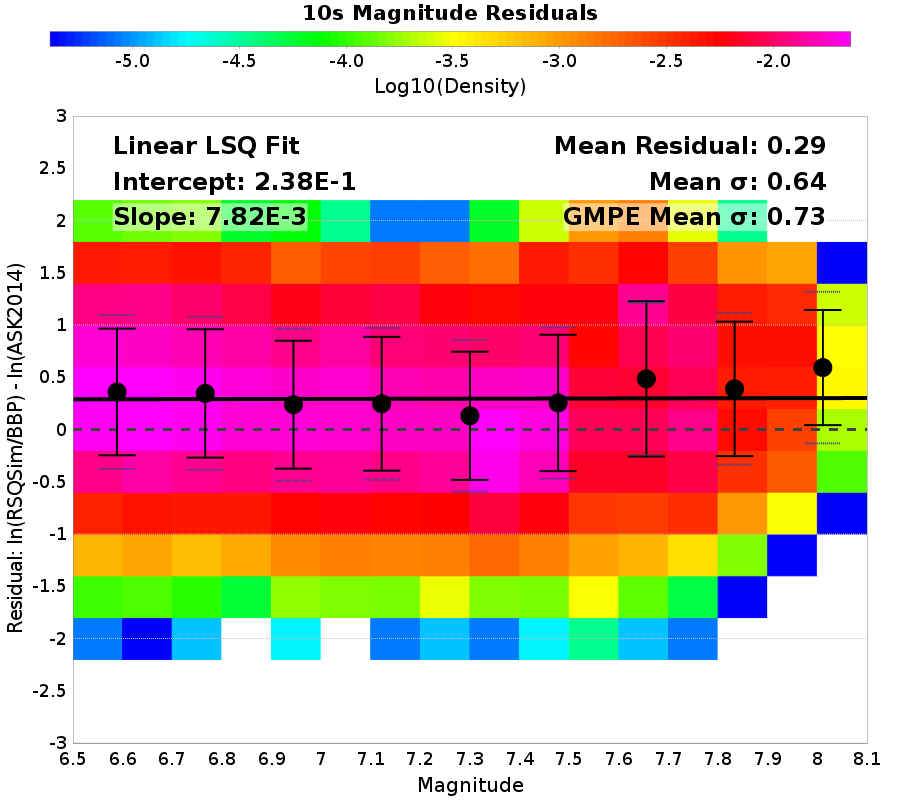 10s Magnitude Residuals
-5.0 -4.5 -4.0 -3.5 -3.0 -2.5 -2.0
Log10(Density)
Linear LSQ Fit
Intercept: 2.38E-1
Slope: 7.82E-3
Mean Residual: 0.29
Mean σ: 0.64
GMPE Mean σ: 0.73
Residual: ln(RSQSim/BBP) - ln(ASK2014)
3
2.5
2
1.5
1
0.5
0
-0.5
-1
-1.5
-2
-2.5
-3
6.5 6.6 6.7 6.8 6.9 7 7.1 7.2 7.3 7.4 7.5 7.6 7.7 7.8 7.9 8 8.1
Magnitude